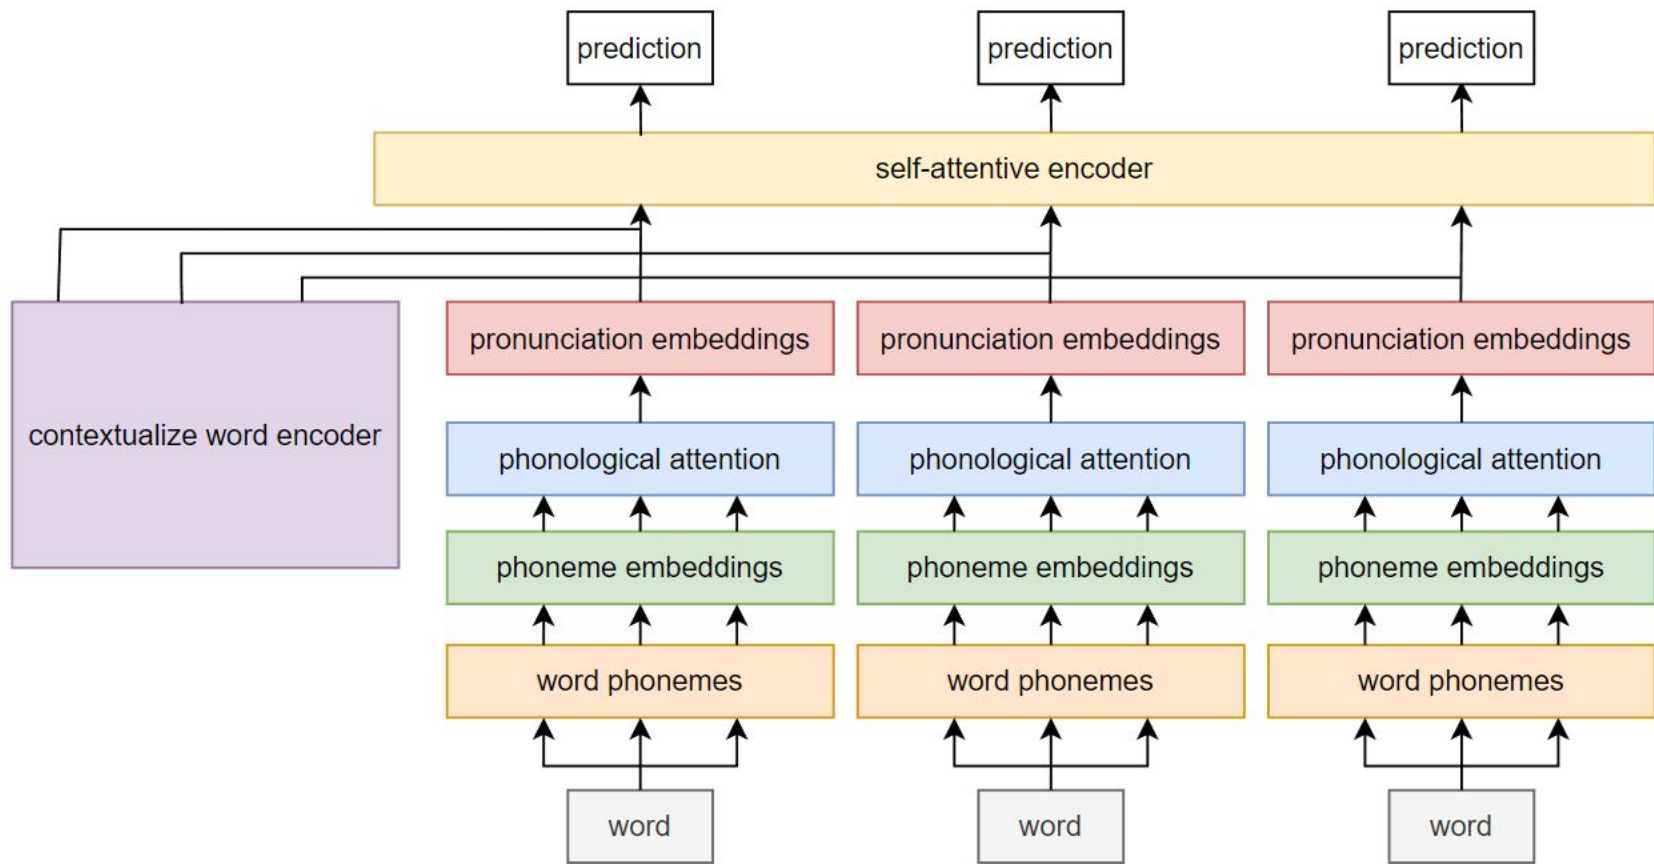 prediction
prediction
prediction
self-attentive encoder
contextualize word encoder
pronunciation embeddings
pronunciation embeddings
pronunciation embeddings
phonological attention
phonological attention
phonological attention
phoneme embeddings
phoneme embeddings
phoneme embeddings
word phonemes
word phonemes
word phonemes
word
word
word